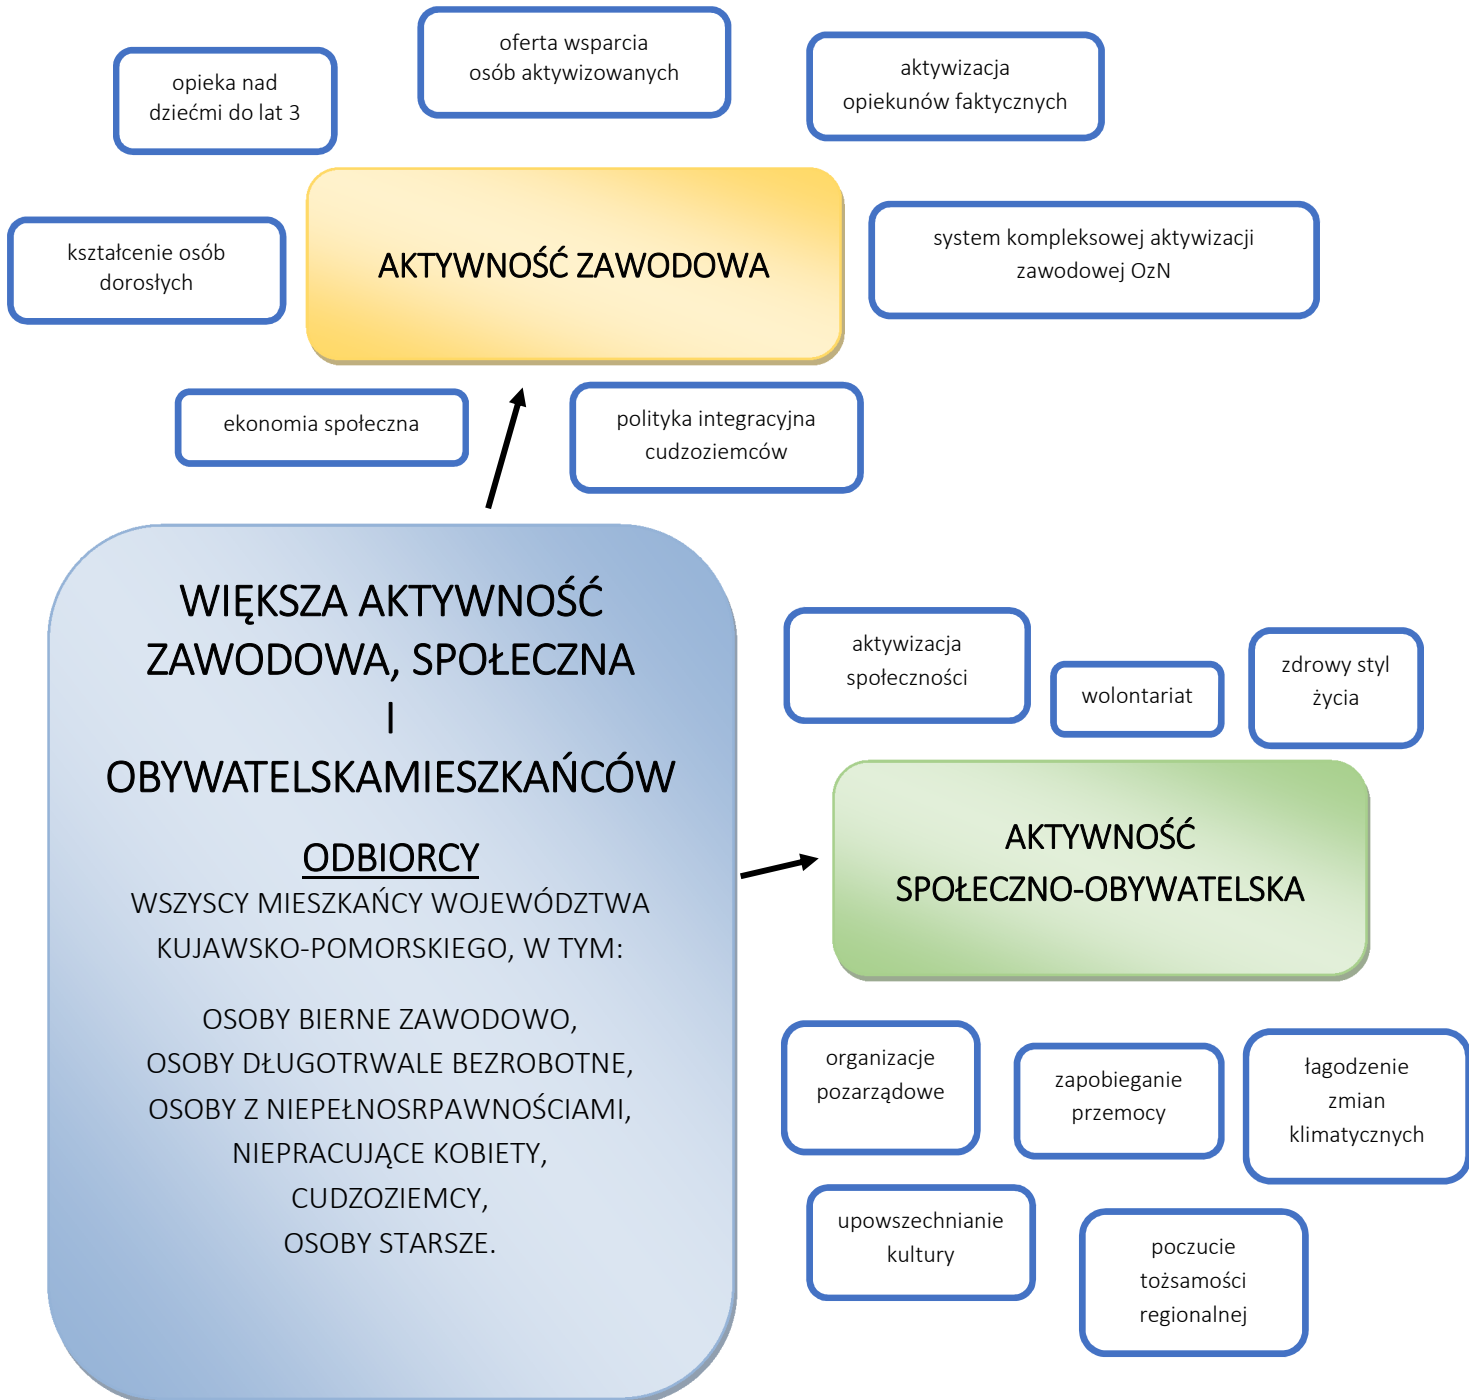 oferta wsparcia
osób aktywizowanych
opieka nad
dziećmi do lat 3
aktywizacja
opiekunów faktycznych
kształcenie osób
dorosłych
AKTYWNOŚĆ ZAWODOWA
system kompleksowej aktywizacji
zawodowej OzN
ekonomia społeczna
polityka integracyjna
cudzoziemców
WIĘKSZA AKTYWNOŚĆ
ZAWODOWA, SPOŁECZNA
I
OBYWATELSKAMIESZKAŃCÓW
ODBIORCY
WSZYSCY MIESZKAŃCY WOJEWÓDZTWA
KUJAWSKO-POMORSKIEGO, W TYM:
OSOBY BIERNE ZAWODOWO,
OSOBY DŁUGOTRWALE BEZROBOTNE,
OSOBY Z NIEPEŁNOSRPAWNOŚCIAMI,
NIEPRACUJĄCE KOBIETY,
CUDZOZIEMCY,
OSOBY STARSZE.
aktywizacja
społeczności
wolontariat
zdrowy styl
życia
AKTYWNOŚĆ
SPOŁECZNO-OBYWATELSKA
organizacje
pozarządowe
zapobieganie
przemocy
łagodzenie
zmian
klimatycznych
upowszechnianie
kultury
poczucie
tożsamości
regionalnej